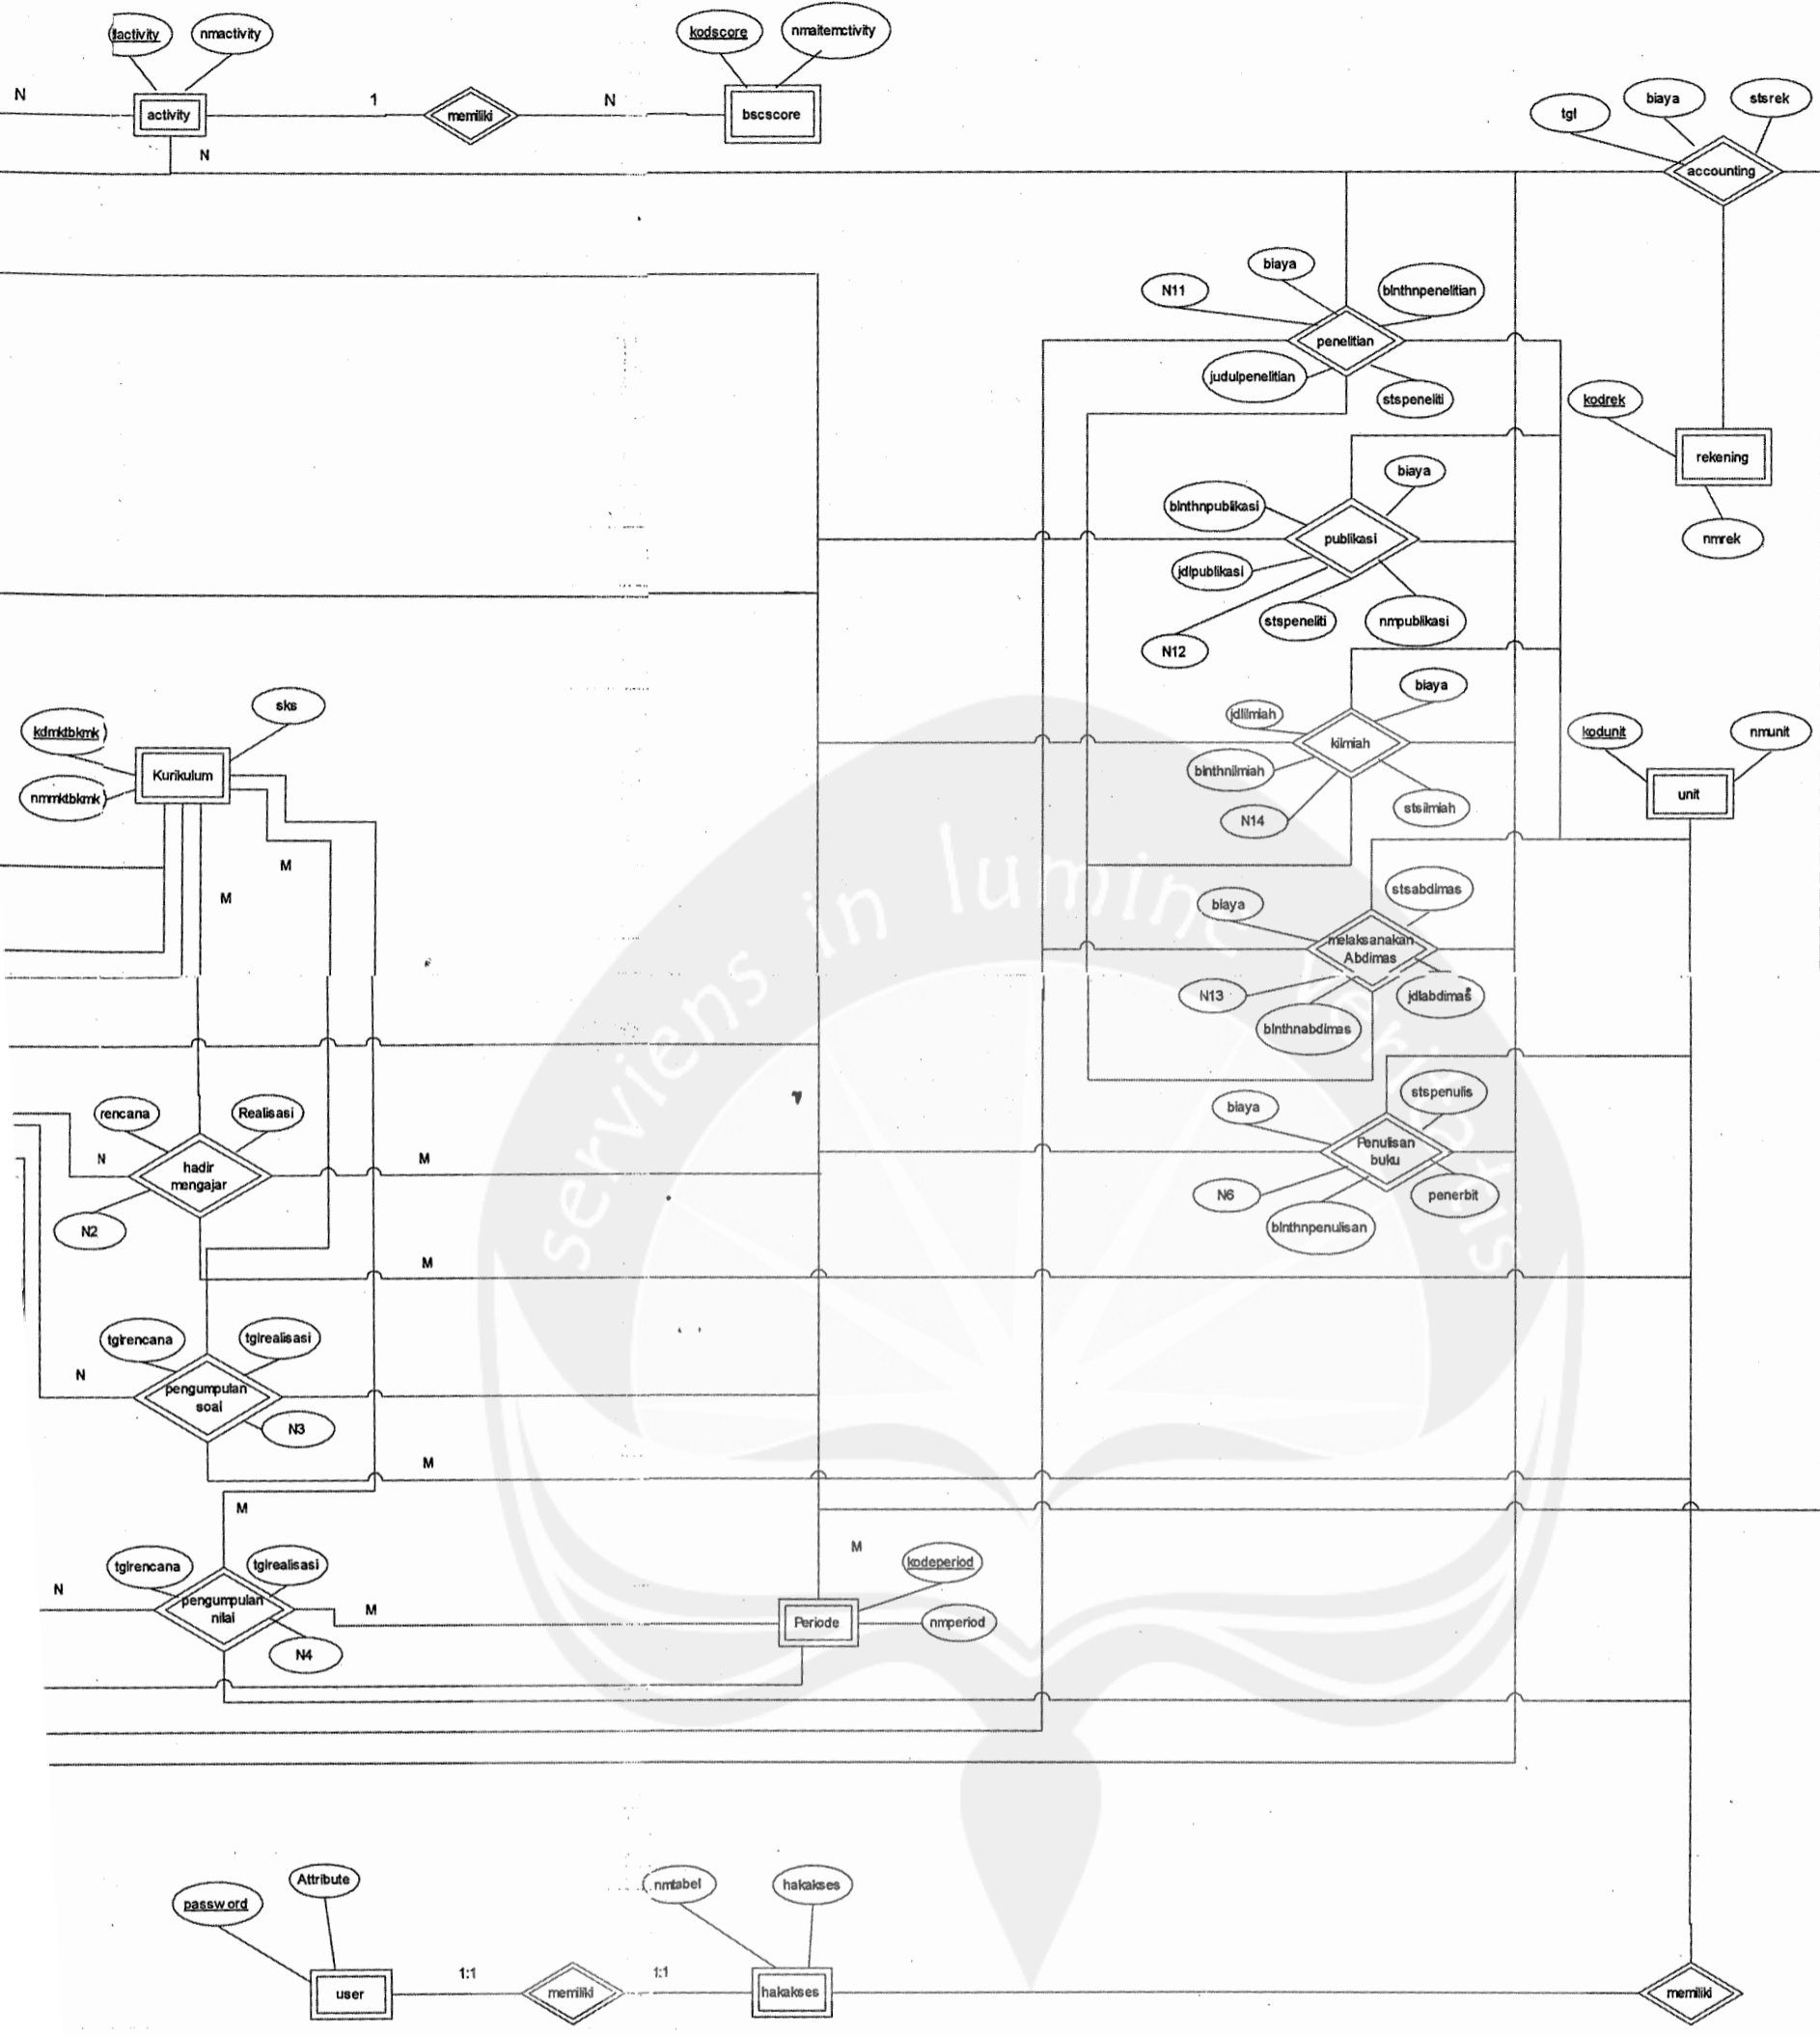 nmactivity
kodscore
nmaitemctivity
N
activity
1
memiliki
N
bscscore
N
tgl
biaya
stsrek
accounting
biaya
N11
blnthnpenelitian
penelitian
judulpenelitian
stspeneliti
kodrek
rekening
nmrek
biaya
blnthnpublikasi
publikasi
jdlpublikasi
stspeneliti
nmpublikasi
N12
sks
kdmktbkmk
Kurikulum
nmmktbkmk
M
M
biaya
jdlilmiah
kilmiah
blnthnilmiah
stsilmiah
N14
kodunit
nmunit
unit
stsabdimas
biaya
melaksanakan
Abdimas
N13
jdlabdimas
blnthnabdimas
rencana
Realisasi
N
hadir
mengajar
M
N2
M
stspenulis
biaya
Penulisan
buku
N6
penerbit
blnthnpenulisan
tglrencana
tglrealisasi
N
pengumpulan
soal
N3
M
M
tglrencana
tglrealisasi
N
pengumpulan
nilai
M
N4
M
kodeperiod
Periode
nmperiod
Attribute
password
user
1:1
memiliki
1:1
nmtabel
hakakses
hakakses
memiliki
serviens in lumine veritatis